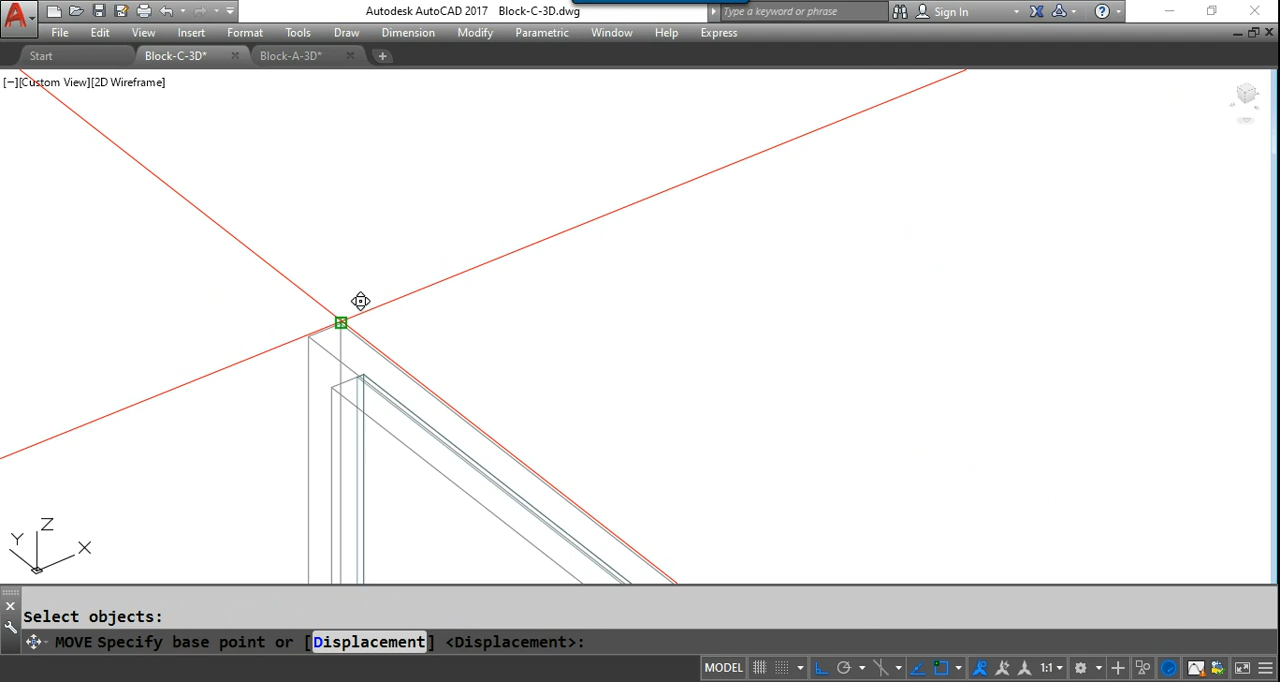 Autodesk AutoCAD 2017 Block-C-3D.dwg
Type a keyword or phrase
Sign In
File Edit View Insert Format Tools Draw Dimension Modify Parametric Window Help Express
Start Block-C-3D* Block-A-3D*
[−][Custom View][2D Wireframe]
Z
Y
X
Select objects:
MOVE Specify base point or [Displacement] <Displacement>:
MODEL 1:1